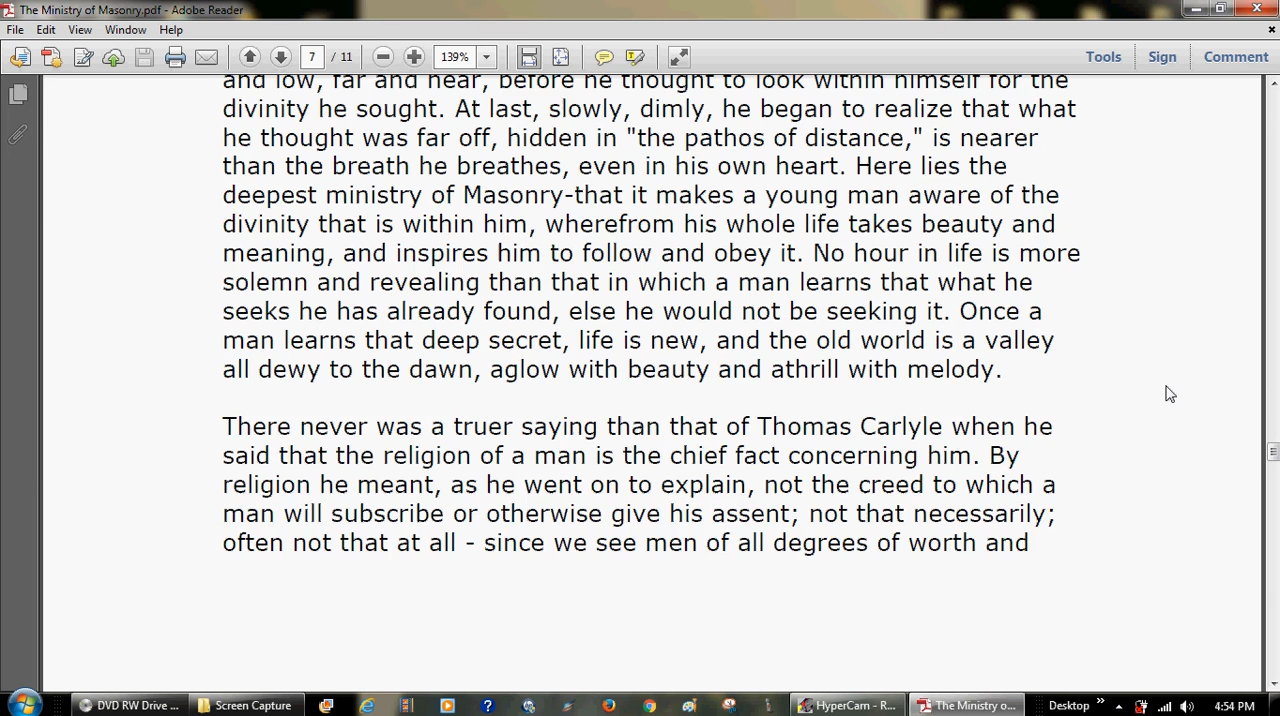 The Ministry of Masonry.pdf - Adobe Reader
File Edit View Window Help
7 / 11 139% Tools Sign Comment
and low, far and near, before he thought to look within himself for the
divinity he sought. At last, slowly, dimly, he began to realize that what
he thought was far off, hidden in "the pathos of distance," is nearer
than the breath he breathes, even in his own heart. Here lies the
deepest ministry of Masonry-that it makes a young man aware of the
divinity that is within him, wherefrom his whole life takes beauty and
meaning, and inspires him to follow and obey it. No hour in life is more
solemn and revealing than that in which a man learns that what he
seeks he has already found, else he would not be seeking it. Once a
man learns that deep secret, life is new, and the old world is a valley
all dewy to the dawn, aglow with beauty and athrill with melody.
There never was a truer saying than that of Thomas Carlyle when he
said that the religion of a man is the chief fact concerning him. By
religion he meant, as he went on to explain, not the creed to which a
man will subscribe or otherwise give his assent; not that necessarily;
often not that at all - since we see men of all degrees of worth and
DVD RW Drive ... Screen Capture HyperCam - R... The Ministry o... Desktop » 4:54 PM